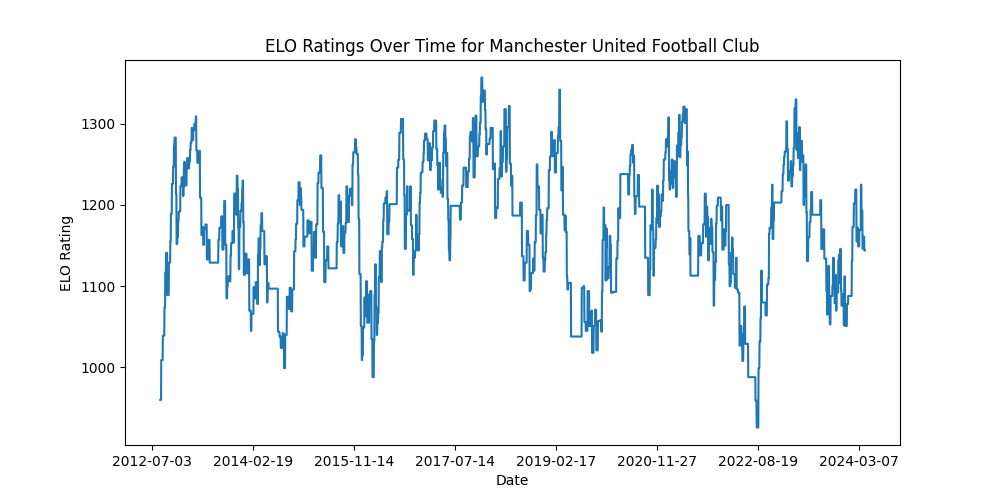 ELO Ratings Over Time for Manchester United Football Club
ELO Rating
1300
1200
1100
1000
2012-07-03 2014-02-19 2015-11-14 2017-07-14 2019-02-17 2020-11-27 2022-08-19 2024-03-07
Date